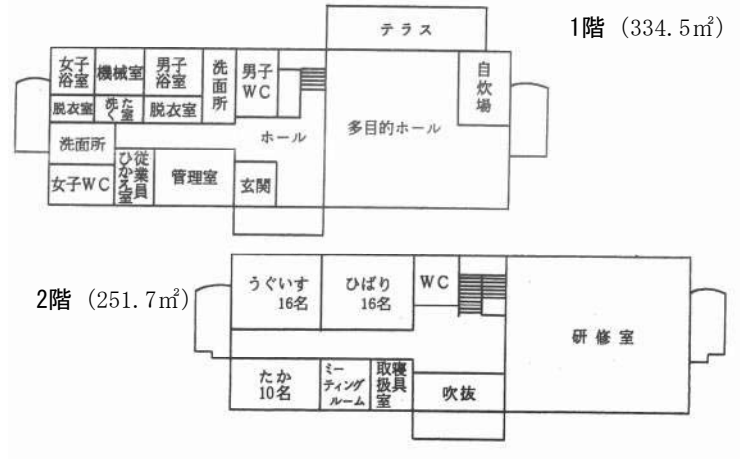 テラス
1階（334.5㎡）
女子
浴室
機械室
男子
浴室
洗面所
男子
WC
自炊場
脱衣室
洗たく室
脱衣室
洗面所
ホール
多目的ホール
女子WC
従業員
ひかえ室
管理室
玄関
2階（251.7㎡）
うぐいす
16名
ひばり
16名
WC
研修室
たか
10名
ミー
ティング
ルーム
寝具
取扱室
吹抜